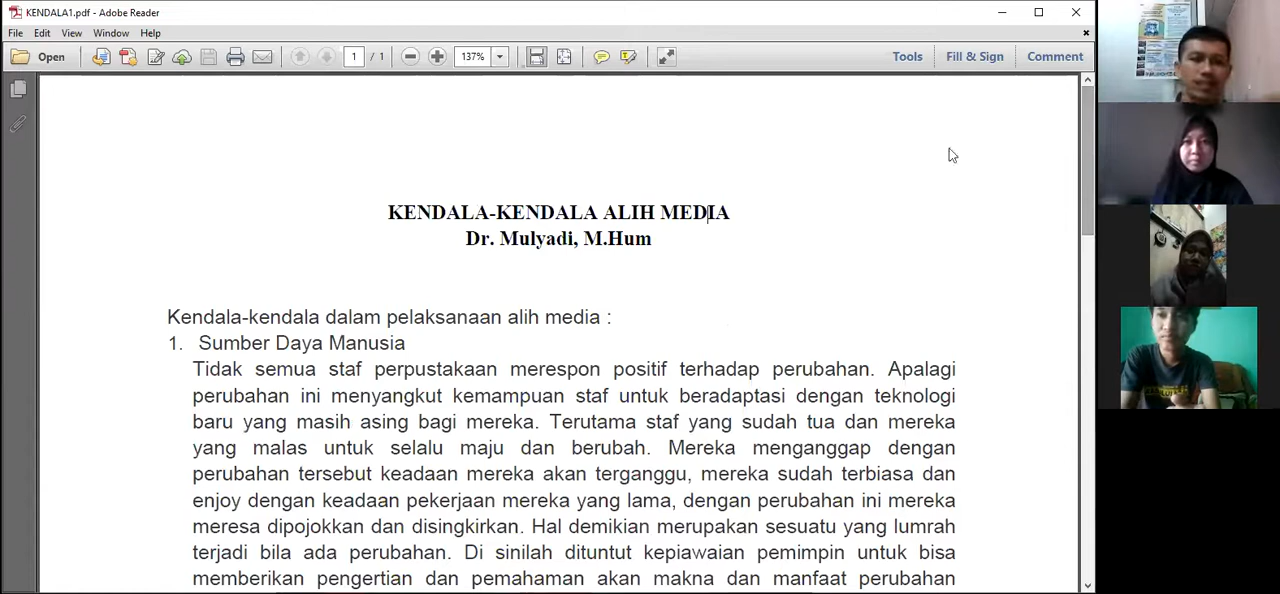 KENDALA1.pdf - Adobe Reader
File Edit View Window Help
Open 1 / 1 137% Tools Fill & Sign Comment
KENDALA-KENDALA ALIH MEDIA
Dr. Mulyadi, M.Hum
Kendala-kendala dalam pelaksanaan alih media :
1. Sumber Daya Manusia
Tidak semua staf perpustakaan merespon positif terhadap perubahan. Apalagi
perubahan ini menyangkut kemampuan staf untuk beradaptasi dengan teknologi
baru yang masih asing bagi mereka. Terutama staf yang sudah tua dan mereka
yang malas untuk selalu maju dan berubah. Mereka menganggap dengan
perubahan tersebut keadaan mereka akan terganggu, mereka sudah terbiasa dan
enjoy dengan keadaan pekerjaan mereka yang lama, dengan perubahan ini mereka
meresa dipojokkan dan disingkirkan. Hal demikian merupakan sesuatu yang lumrah
terjadi bila ada perubahan. Di sinilah dituntut kepiawaian pemimpin untuk bisa
memberikan pengertian dan pemahaman akan makna dan manfaat perubahan